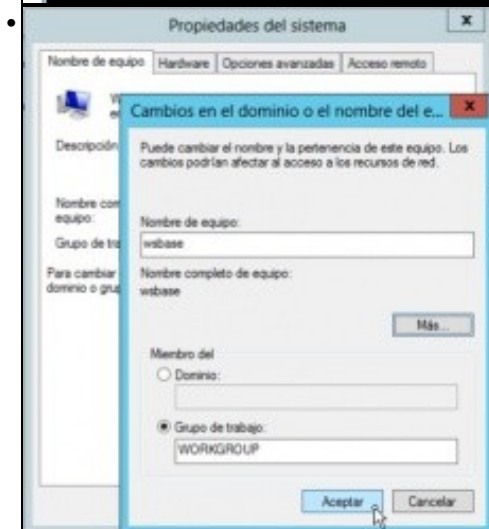 Propiedades del sistema
x
Nombre de equipo Hardware Opciones avanzadas Acceso remoto
Cambios en el dominio o el nombre del e... x
Descripción
Puede cambiar el nombre y la pertenencia de este equipo. Los
cambios podrían afectar al acceso a los recursos de red.
Nombre com
equipo:
Grupo de tra
Nombre de equipo:
wsbase
Para cambiar
dominio o grup
Nombre completo de equipo:
wsbase
Más...
Miembro del
Dominio:
Grupo de trabajo:
WORKGROUP
Aceptar Cancelar